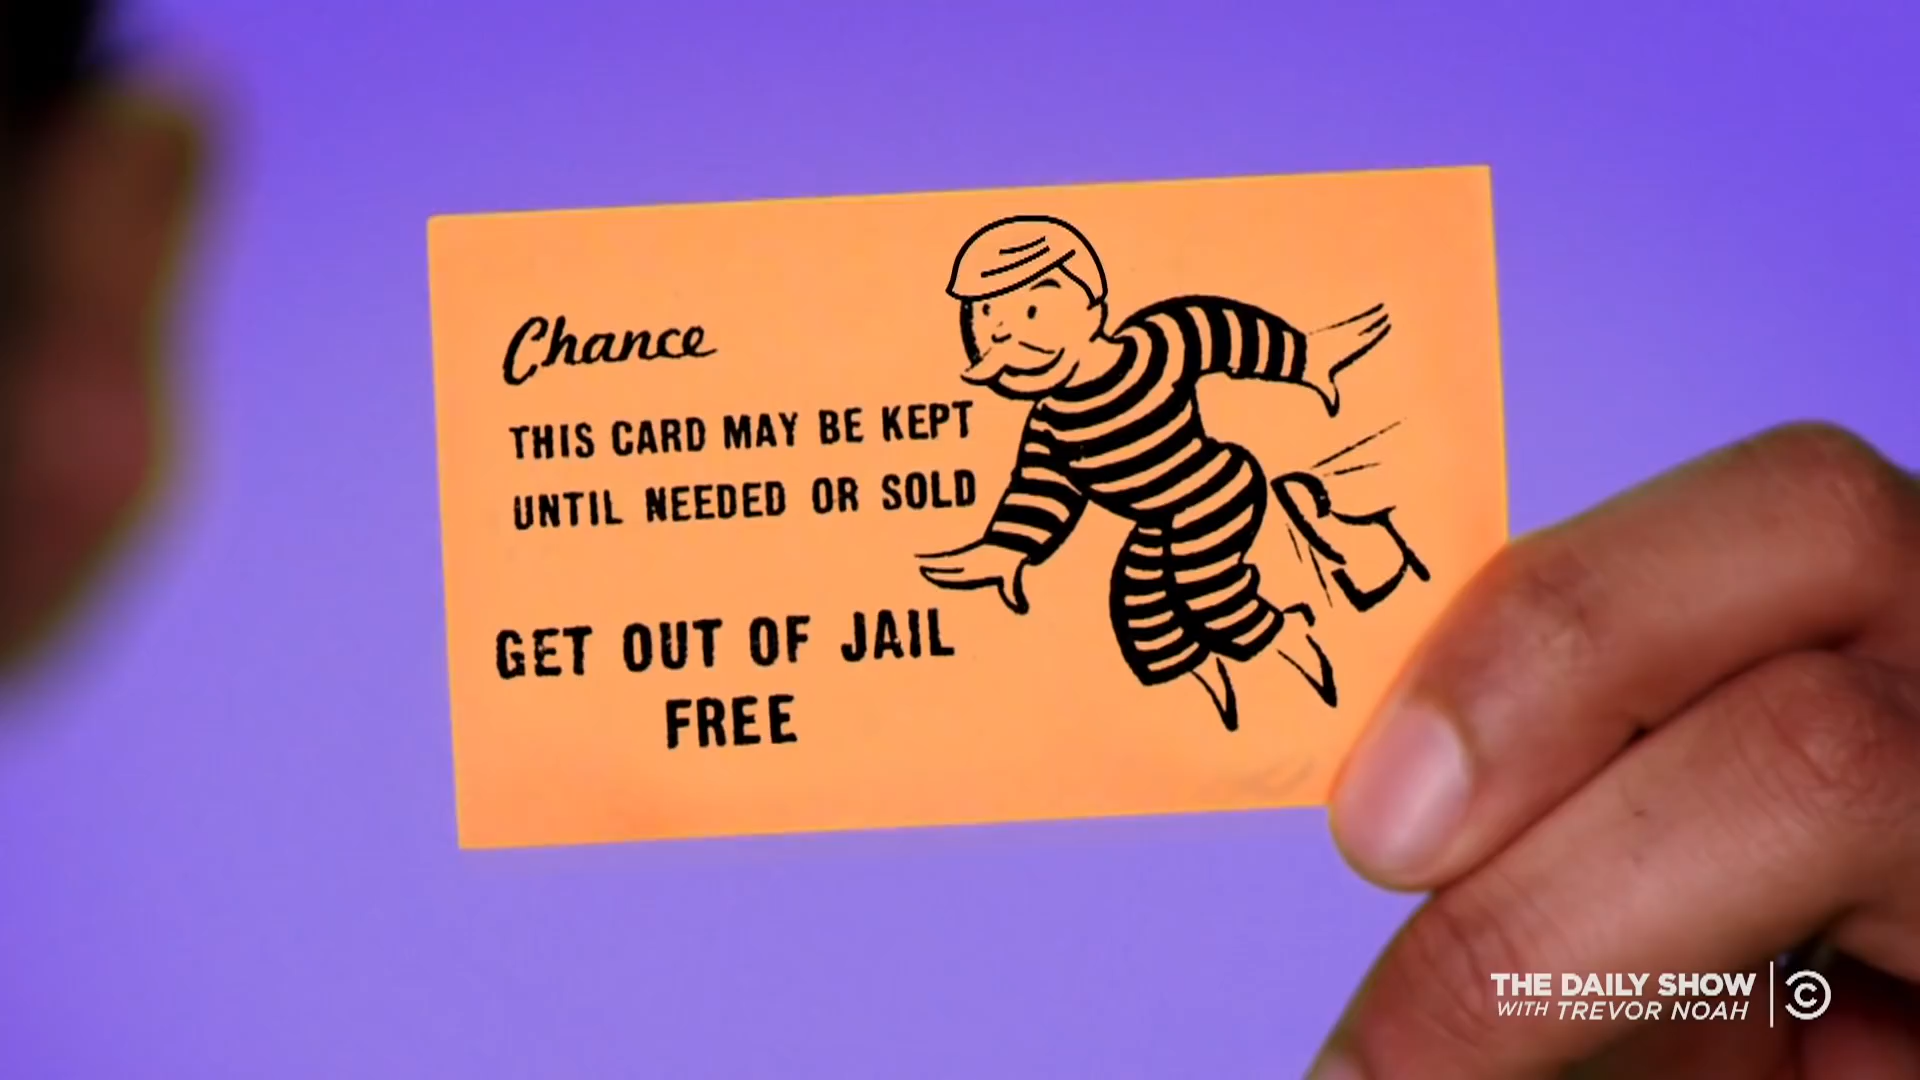 Chance
THIS CARD MAY BE KEPT
UNTIL NEEDED OR SOLD
GET OUT OF JAIL
FREE
THE DAILY SHOW
WITH TREVOR NOAH